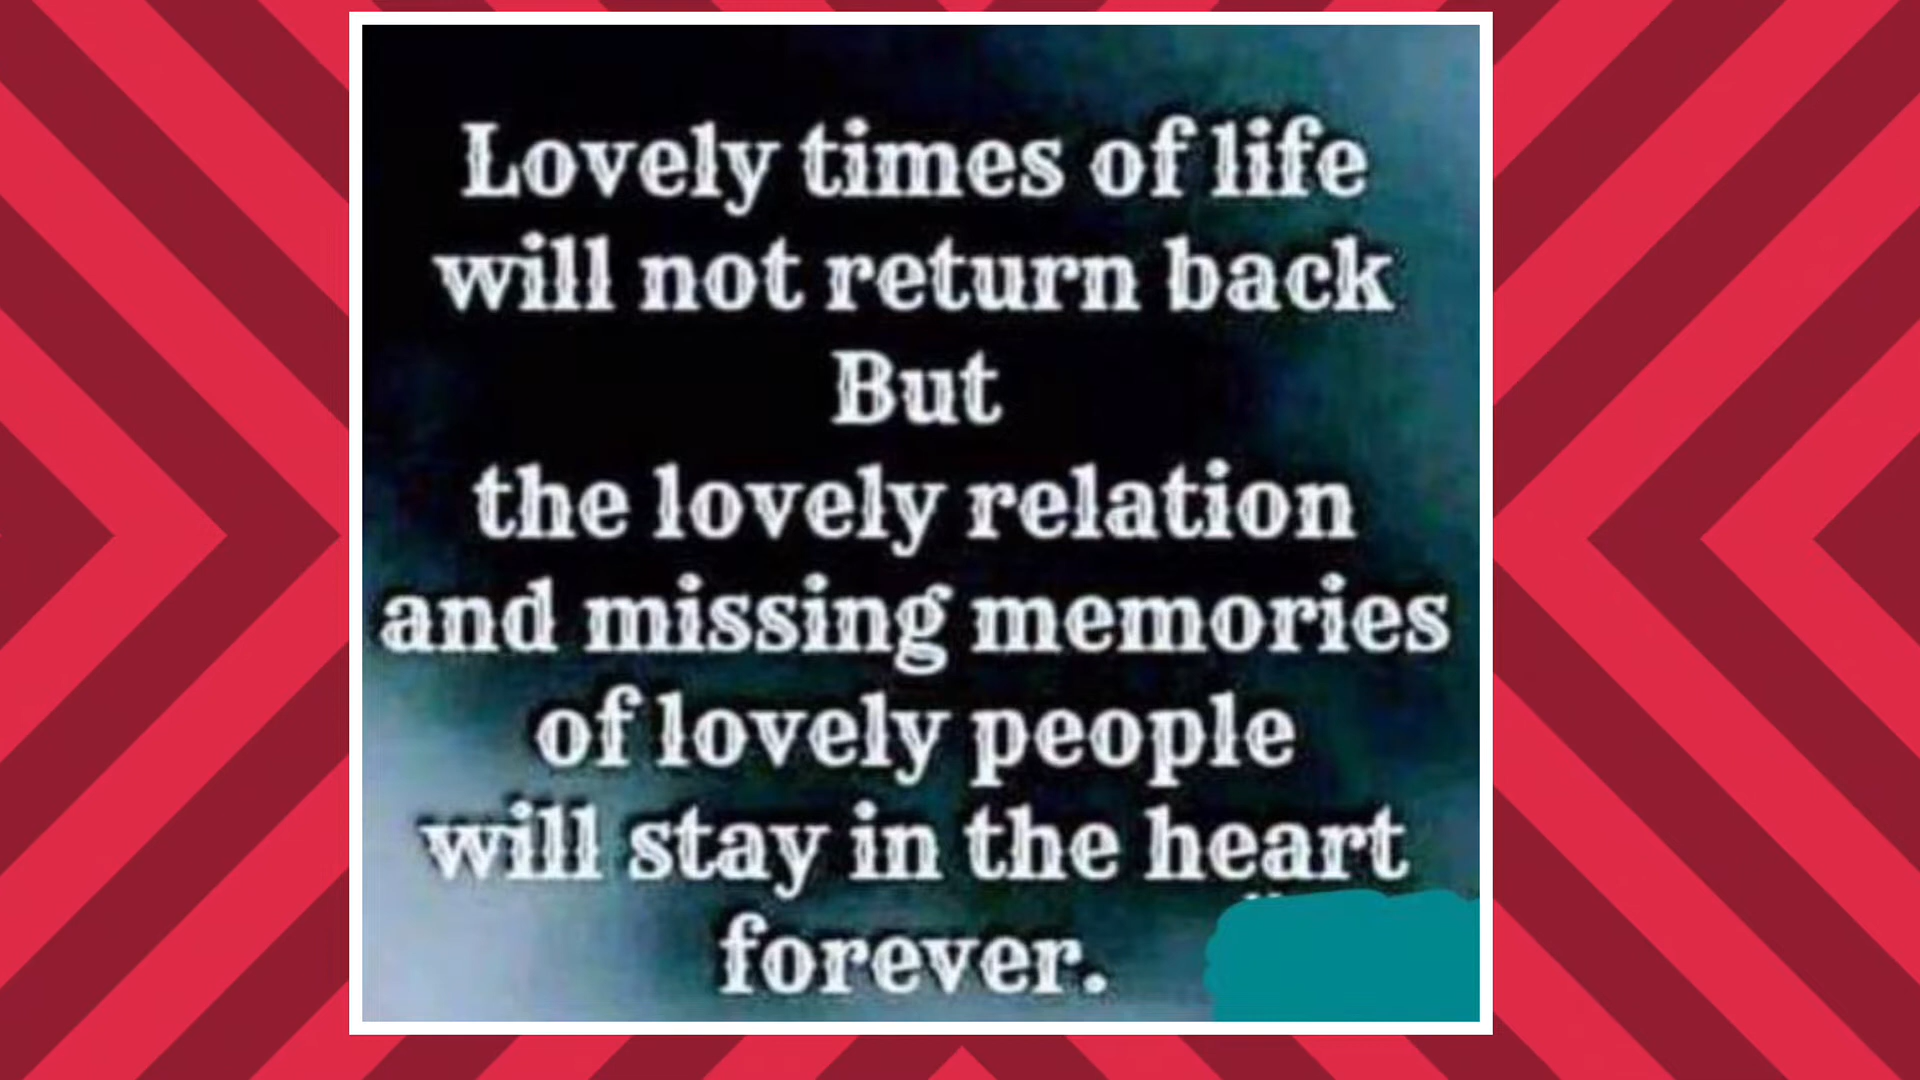 Lovely times of life
will not return back
But
the lovely relation
and missing memories
of lovely people
will stay in the heart
forever.